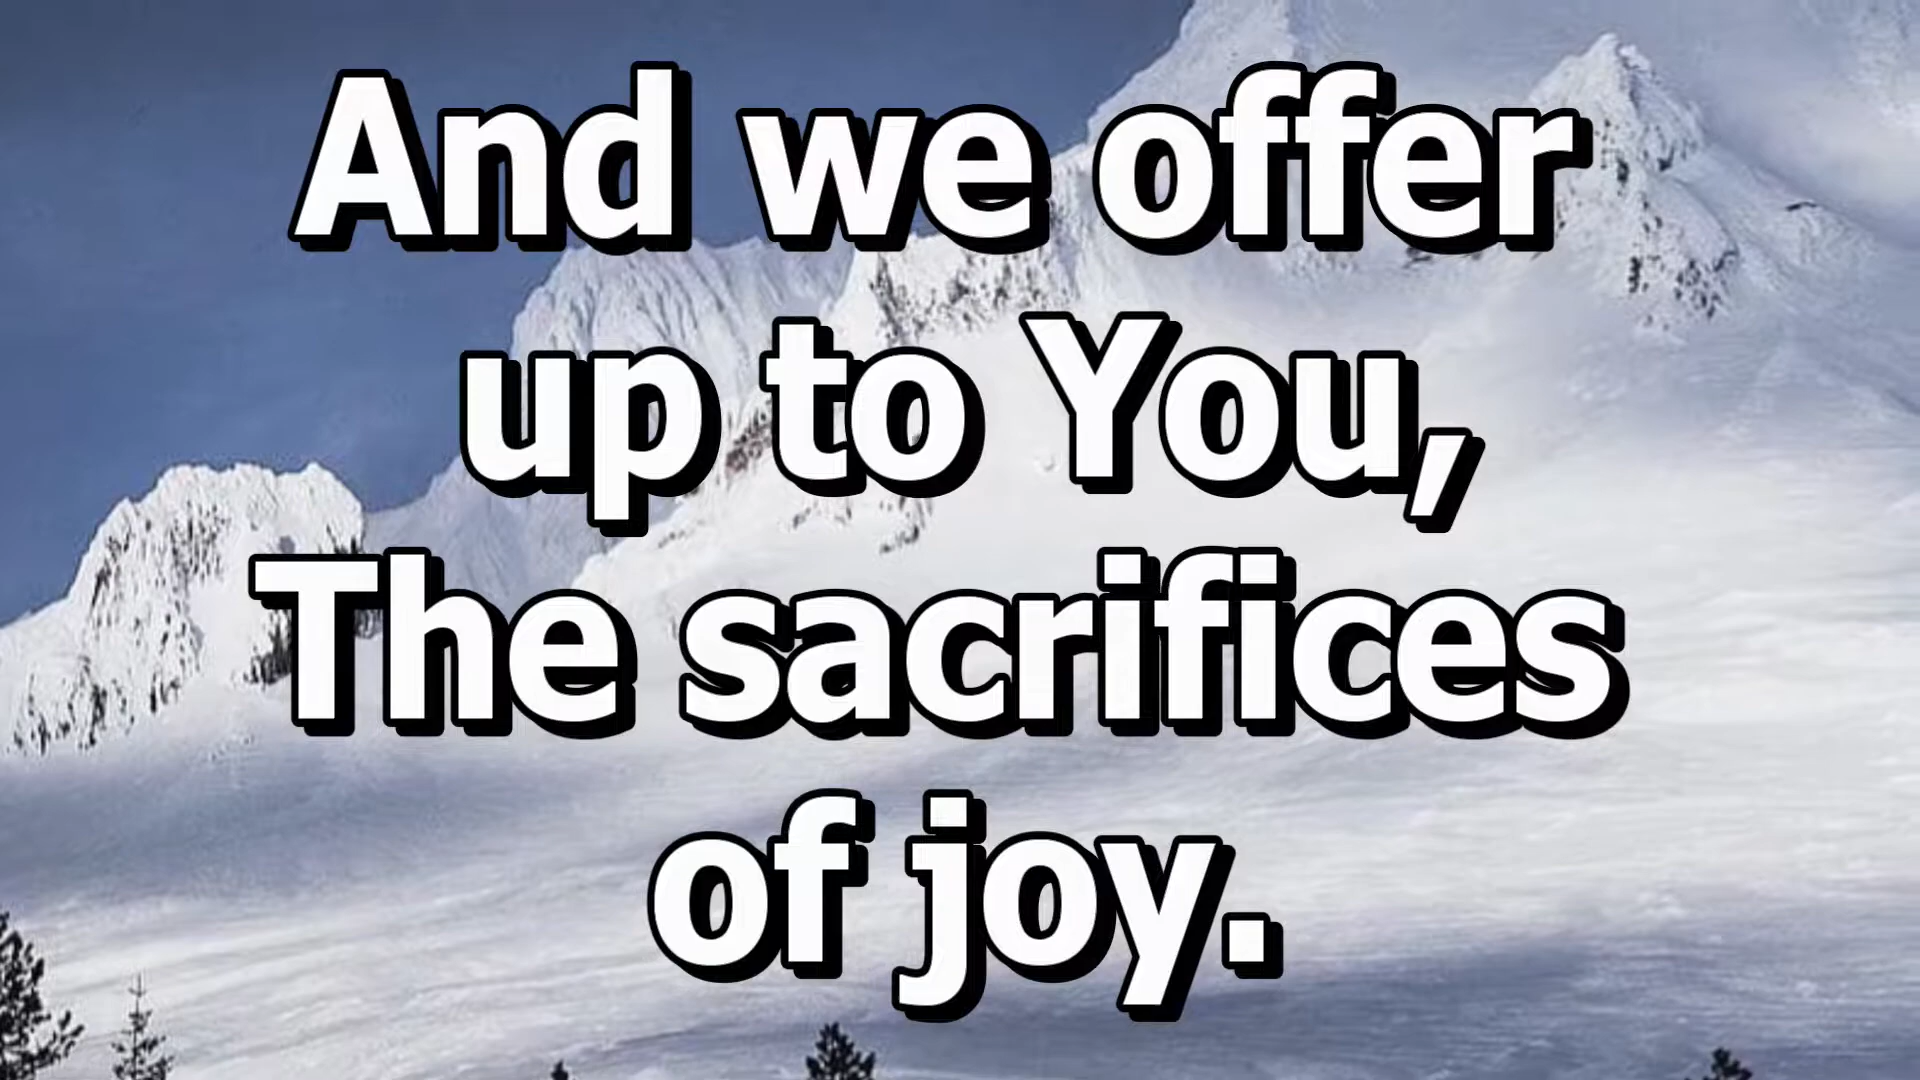 And we offer
up to You,
The sacrifices
of joy.